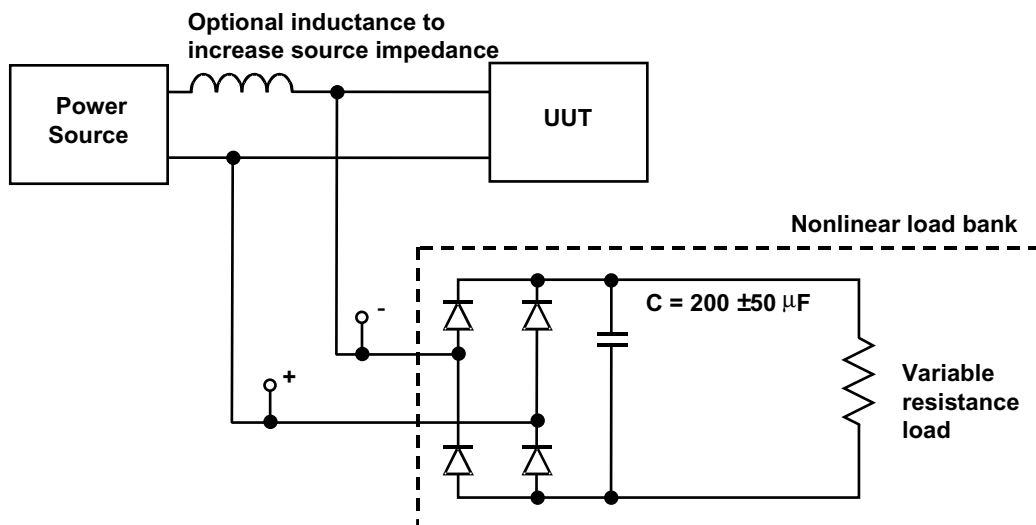 Optional inductance to
increase source impedance
Power
Source
UUT
Nonlinear load bank
-
+
C = 200 ±50 µF
Variable
resistance
load